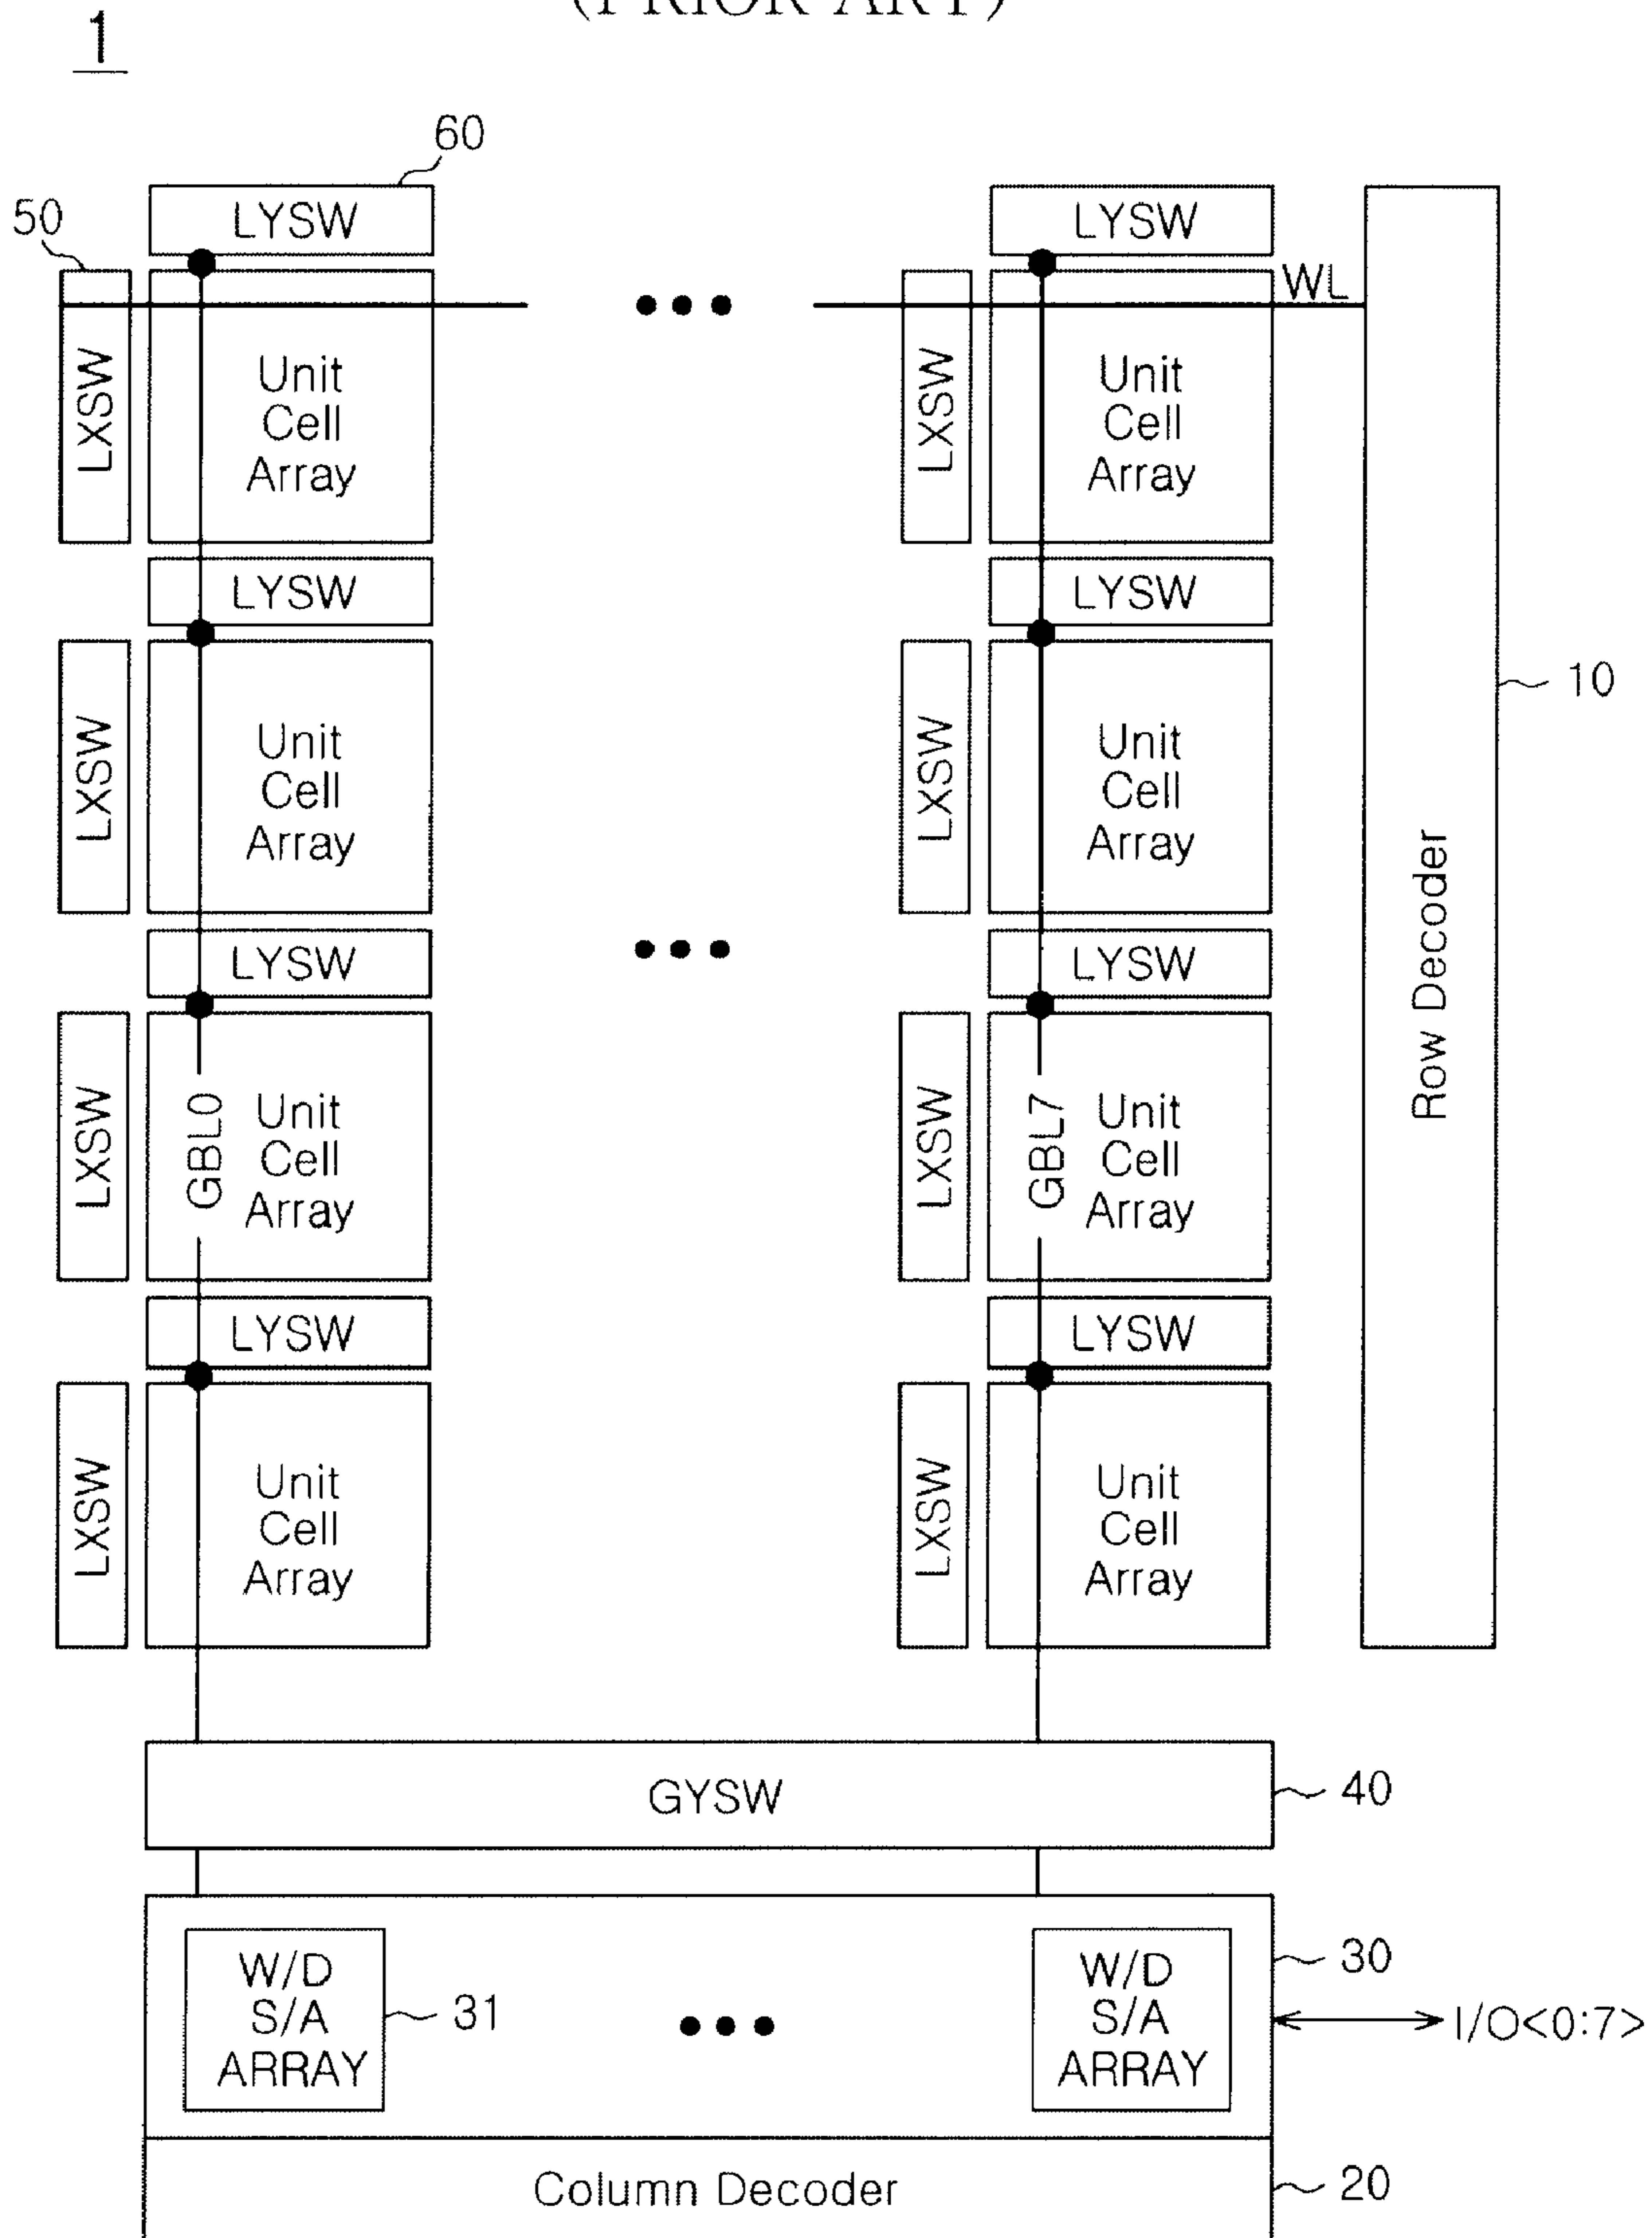 (PRIOR ART)
1
60
50
LYSW
LYSW
WL
LXSW
Unit
Cell
Array
LXSW
Unit
Cell
Array
LYSW
LYSW
10
LXSW
Unit
Cell
Array
LXSW
Unit
Cell
Array
Row Decoder
LYSW
LYSW
LXSW
GBL0
Unit
Cell
Array
LXSW
GBL7
Unit
Cell
Array
LYSW
LYSW
LXSW
Unit
Cell
Array
LXSW
Unit
Cell
Array
GYSW
40
W/D
S/A
ARRAY
31
W/D
S/A
ARRAY
30
I/O<0:7>
Column Decoder
20